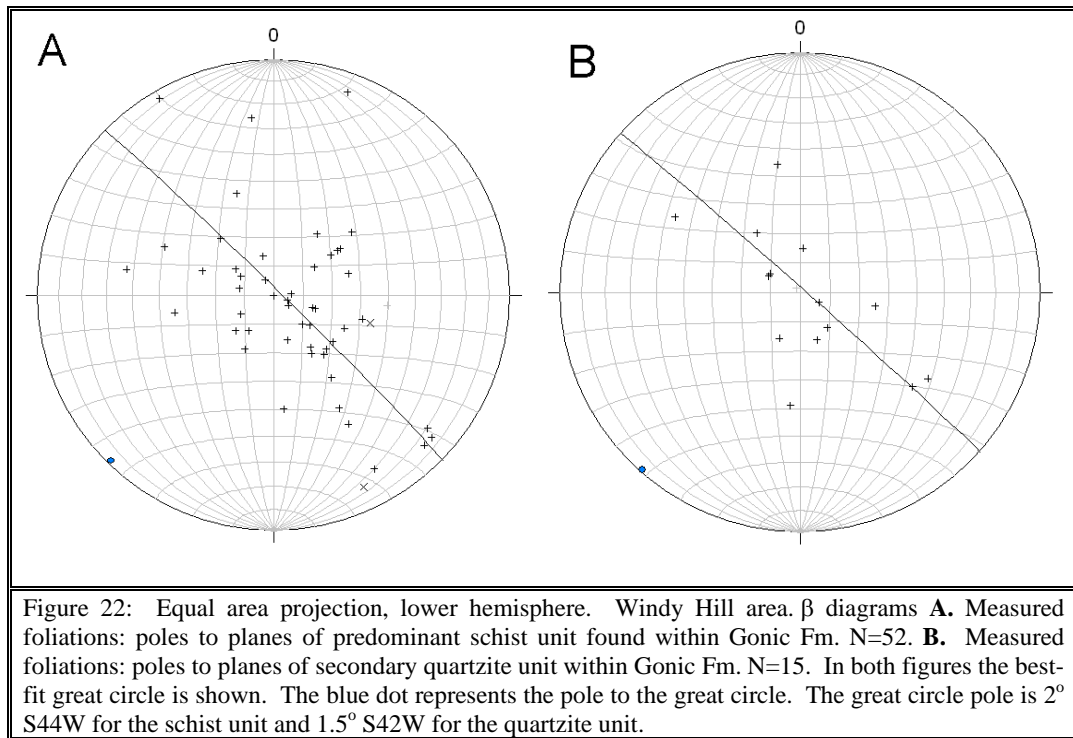 A
0
B
0
Figure 22: Equal area projection, lower hemisphere. Windy Hill area. β diagrams A. Measured
foliations: poles to planes of predominant schist unit found within Gonic Fm. N=52. B. Measured
foliations: poles to planes of secondary quartzite unit within Gonic Fm. N=15. In both figures the best-
fit great circle is shown. The blue dot represents the pole to the great circle. The great circle pole is 2°
S44W for the schist unit and 1.5° S42W for the quartzite unit.